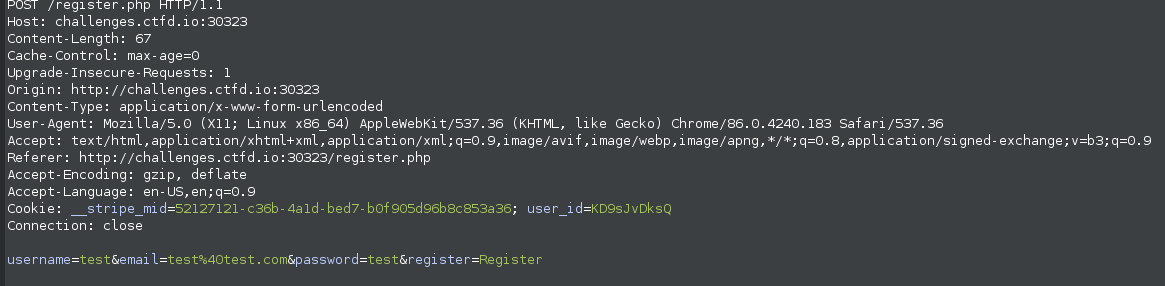 POST /register.php HTTP/1.1
Host: challenges.ctfd.io:30323
Content-Length: 67
Cache-Control: max-age=0
Upgrade-Insecure-Requests: 1
Origin: http://challenges.ctfd.io:30323
Content-Type: application/x-www-form-urlencoded
User-Agent: Mozilla/5.0 (X11; Linux x86_64) AppleWebKit/537.36 (KHTML, like Gecko) Chrome/86.0.4240.183 Safari/537.36
Accept: text/html,application/xhtml+xml,application/xml;q=0.9,image/avif,image/webp,image/apng,*/*;q=0.8,application/signed-exchange;v=b3;q=0.9
Referer: http://challenges.ctfd.io:30323/register.php
Accept-Encoding: gzip, deflate
Accept-Language: en-US,en;q=0.9
Cookie: __stripe_mid=52127121-c36b-4a1d-bed7-b0f905d96b8c853a36; user_id=KD9sJvDksQ
Connection: close
username=test&email=test%40test.com&password=test&register=Register